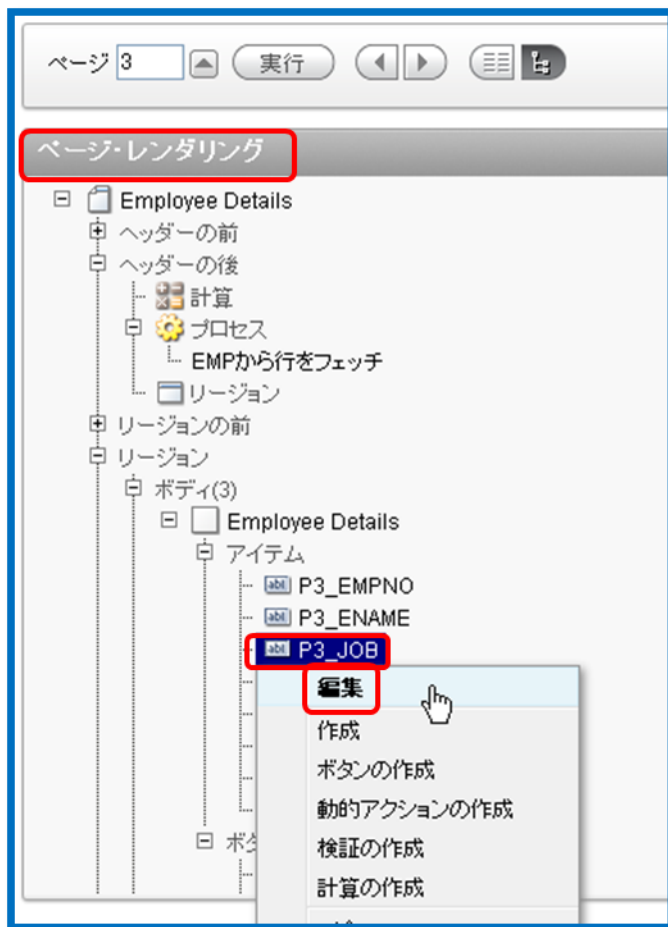 ページ 3 実行
ページ・レンダリング
Employee Details
ヘッダーの前
ヘッダーの後
計算
プロセス
EMPから行をフェッチ
リージョン
リージョンの前
リージョン
ボディ(3)
Employee Details
アイテム
P3_EMPNO
P3_ENAME
P3_JOB
編集
作成
ボタンの作成
動的アクションの作成
検証の作成
計算の作成